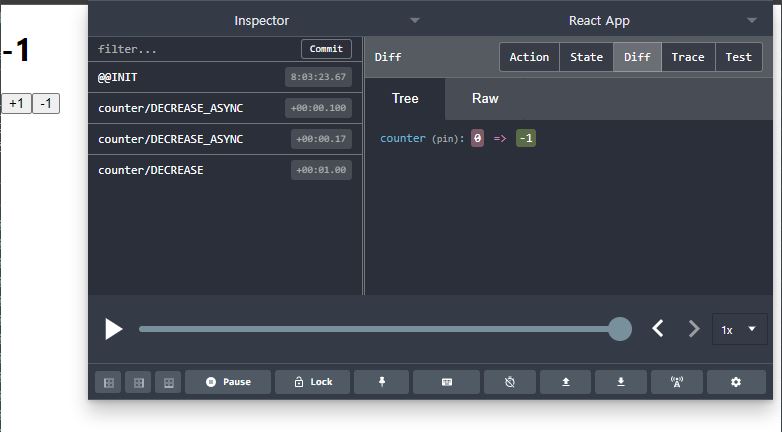 Inspector
React App
-1
+1
-1
filter...
Commit
@@INIT
8:03:23.67
counter/DECREASE_ASYNC
+00:00.100
counter/DECREASE_ASYNC
+00:00.17
counter/DECREASE
+00:01.00
Diff
Action
State
Diff
Trace
Test
Tree
Raw
counter (pin): 0 => -1
1x
Pause
Lock